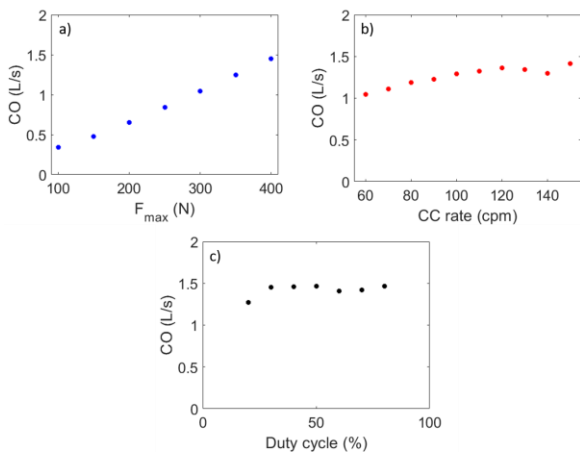 a)
CO (L/s)
2
1.5
1
0.5
0
100 200 300 400
F_max (N)
b)
CO (L/s)
2
1.5
1
0.5
0
60 80 100 120 140
CC rate (cpm)
c)
CO (L/s)
2
1.5
1
0.5
0
0 50 100
Duty cycle (%)